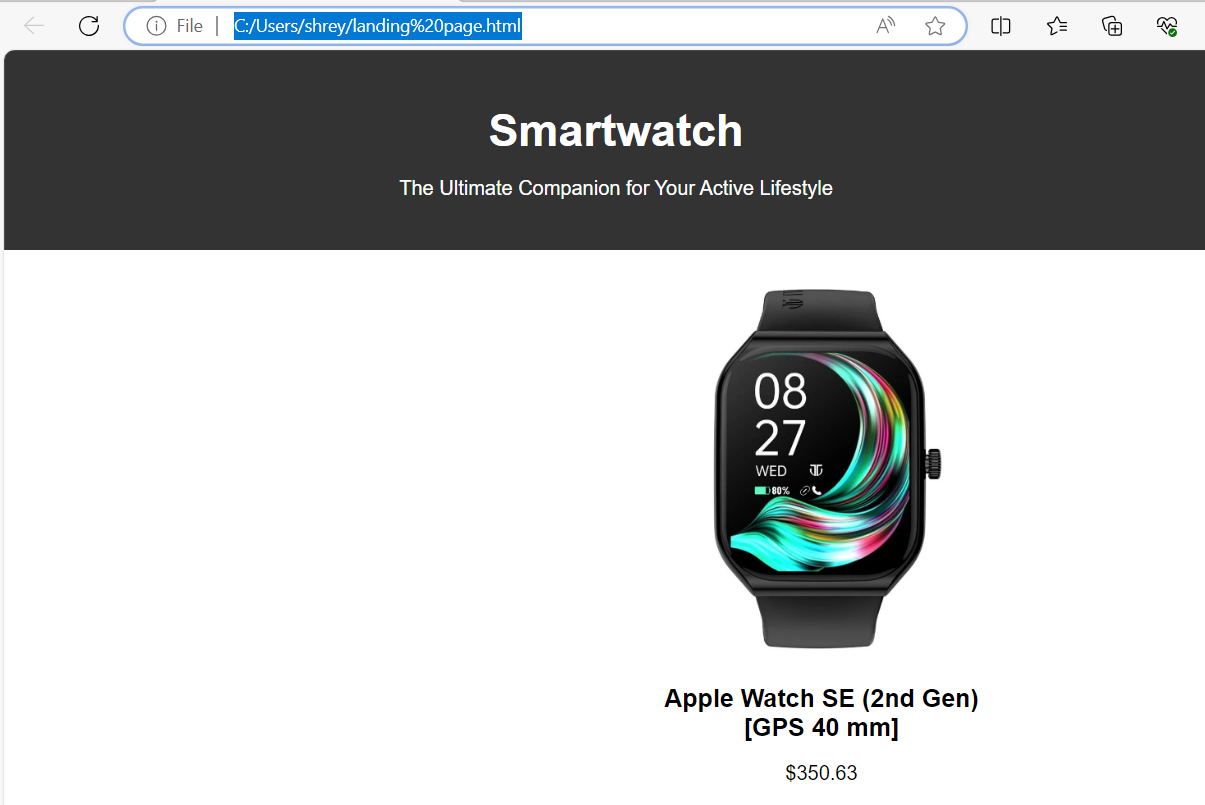 File | C:/Users/shrey/landing%20page.html
Smartwatch
The Ultimate Companion for Your Active Lifestyle
08
27
WED
80%
Apple Watch SE (2nd Gen)
[GPS 40 mm]
$350.63